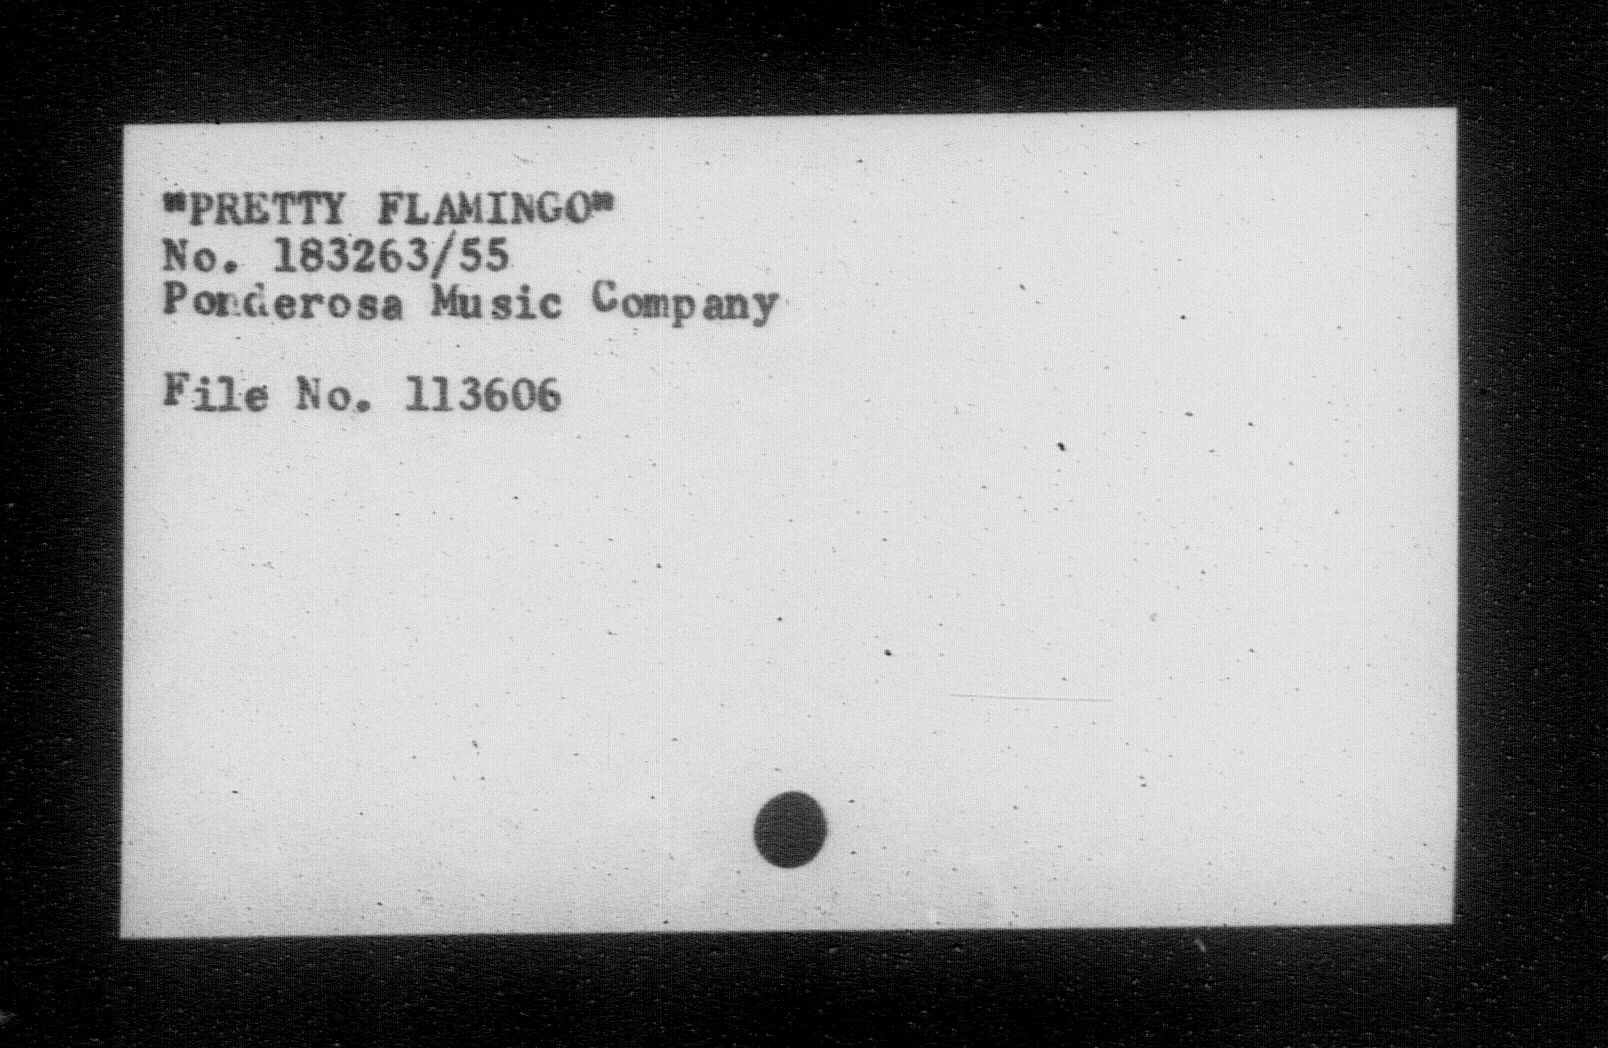 "PRETTY FLAMINGO"
No. 183263/55
Ponderosa Music Company
File No. 113606